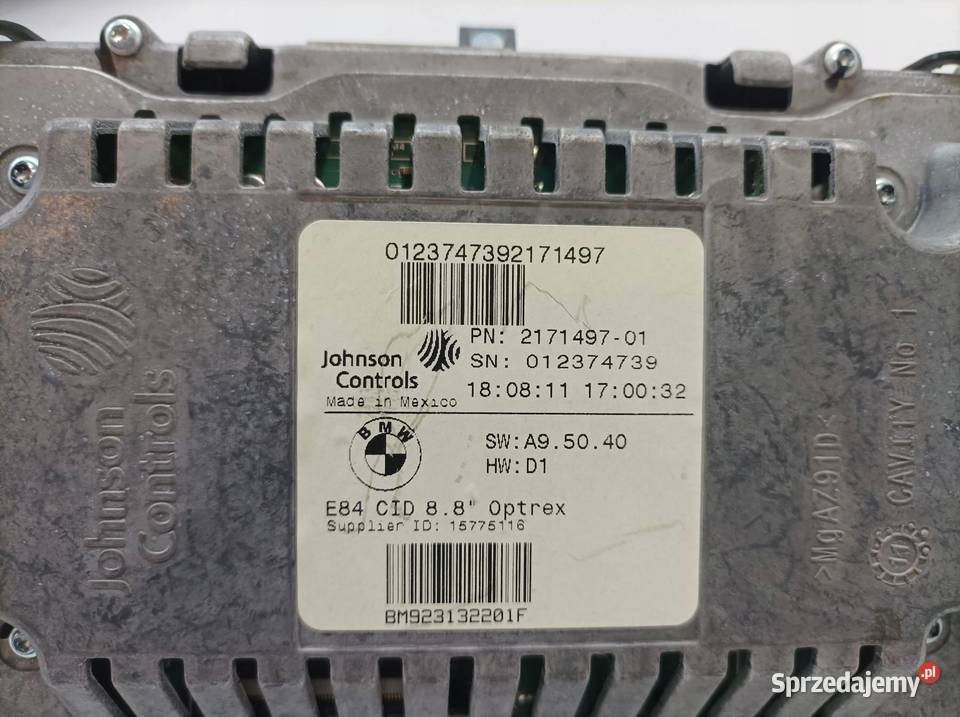 0123747392171497
PN: 2171497-01
SN: 012374739
Johnson
Controls
18:08:11 17:00:32
Made in Mexico
BMW
SW:A9.50.40
HW:D1
E84 CID 8.8" Optrex
Supplier ID: 15775116
BM923132201F
Johnson
Controls
>MgAZ91D<
CAVITY No 1
11
Sprzedajemy.pl